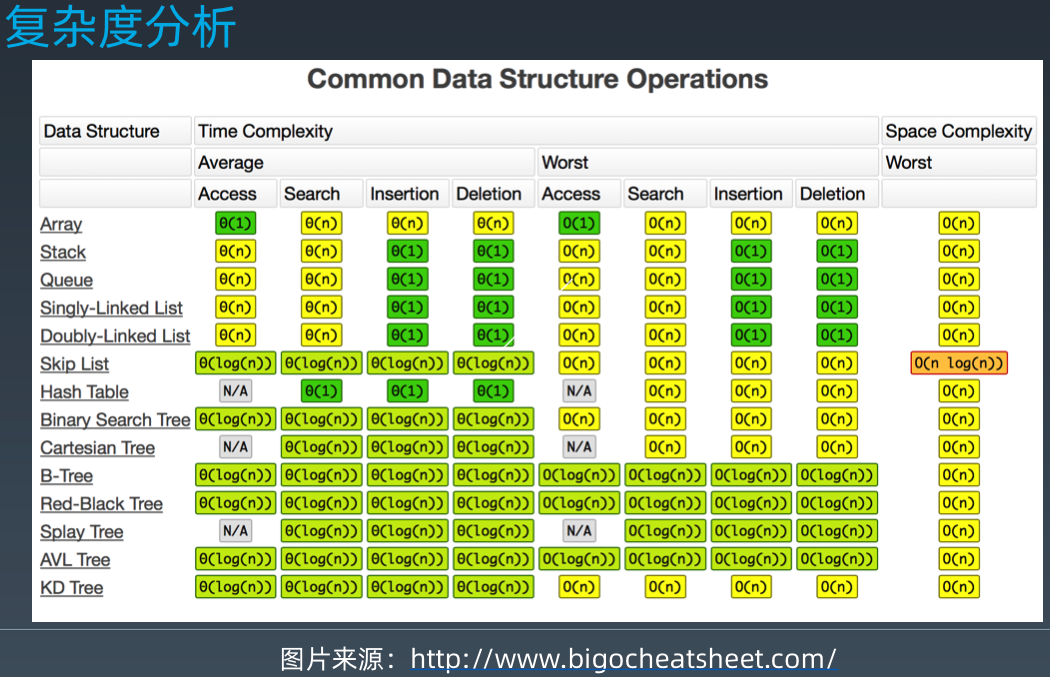 复杂度分析
Common Data Structure Operations
Data Structure Time Complexity Space Complexity
Average Worst Worst
Access Search Insertion Deletion Access Search Insertion Deletion
Array Θ(1) Θ(n) Θ(n) Θ(n) O(1) O(n) O(n) O(n) O(n)
Stack Θ(n) Θ(n) Θ(1) Θ(1) O(n) O(n) O(1) O(1) O(n)
Queue Θ(n) Θ(n) Θ(1) Θ(1) O(n) O(n) O(1) O(1) O(n)
Singly-Linked List Θ(n) Θ(n) Θ(1) Θ(1) O(n) O(n) O(1) O(1) O(n)
Doubly-Linked List Θ(n) Θ(n) Θ(1) Θ(1) O(n) O(n) O(1) O(1) O(n)
Skip List Θ(log(n)) Θ(log(n)) Θ(log(n)) Θ(log(n)) O(n) O(n) O(n) O(n) O(n log(n))
Hash Table N/A Θ(1) Θ(1) Θ(1) N/A O(n) O(n) O(n) O(n)
Binary Search Tree Θ(log(n)) Θ(log(n)) Θ(log(n)) Θ(log(n)) O(n) O(n) O(n) O(n) O(n)
Cartesian Tree N/A Θ(log(n)) Θ(log(n)) Θ(log(n)) N/A O(n) O(n) O(n) O(n)
B-Tree Θ(log(n)) Θ(log(n)) Θ(log(n)) Θ(log(n)) O(log(n)) O(log(n)) O(log(n)) O(log(n)) O(n)
Red-Black Tree Θ(log(n)) Θ(log(n)) Θ(log(n)) Θ(log(n)) O(log(n)) O(log(n)) O(log(n)) O(log(n)) O(n)
Splay Tree N/A Θ(log(n)) Θ(log(n)) Θ(log(n)) N/A O(log(n)) O(log(n)) O(log(n)) O(n)
AVL Tree Θ(log(n)) Θ(log(n)) Θ(log(n)) Θ(log(n)) O(log(n)) O(log(n)) O(log(n)) O(log(n)) O(n)
KD Tree Θ(log(n)) Θ(log(n)) Θ(log(n)) Θ(log(n)) O(n) O(n) O(n) O(n) O(n)
图片来源：http://www.bigocheatsheet.com/